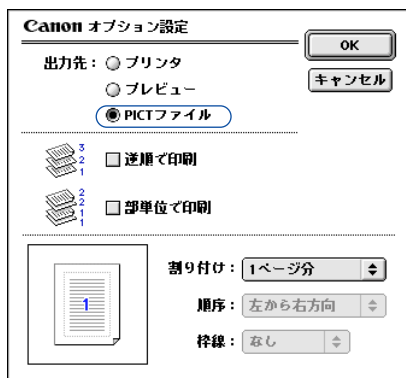 Canon オプション設定
OK
キャンセル
出力先：
プリンタ
プレビュー
PICTファイル
3
2
1
逆順で印刷
2
2
1
1
部単位で印刷
1
割り付け： 1ページ分
順序： 左から右方向
枠線： なし